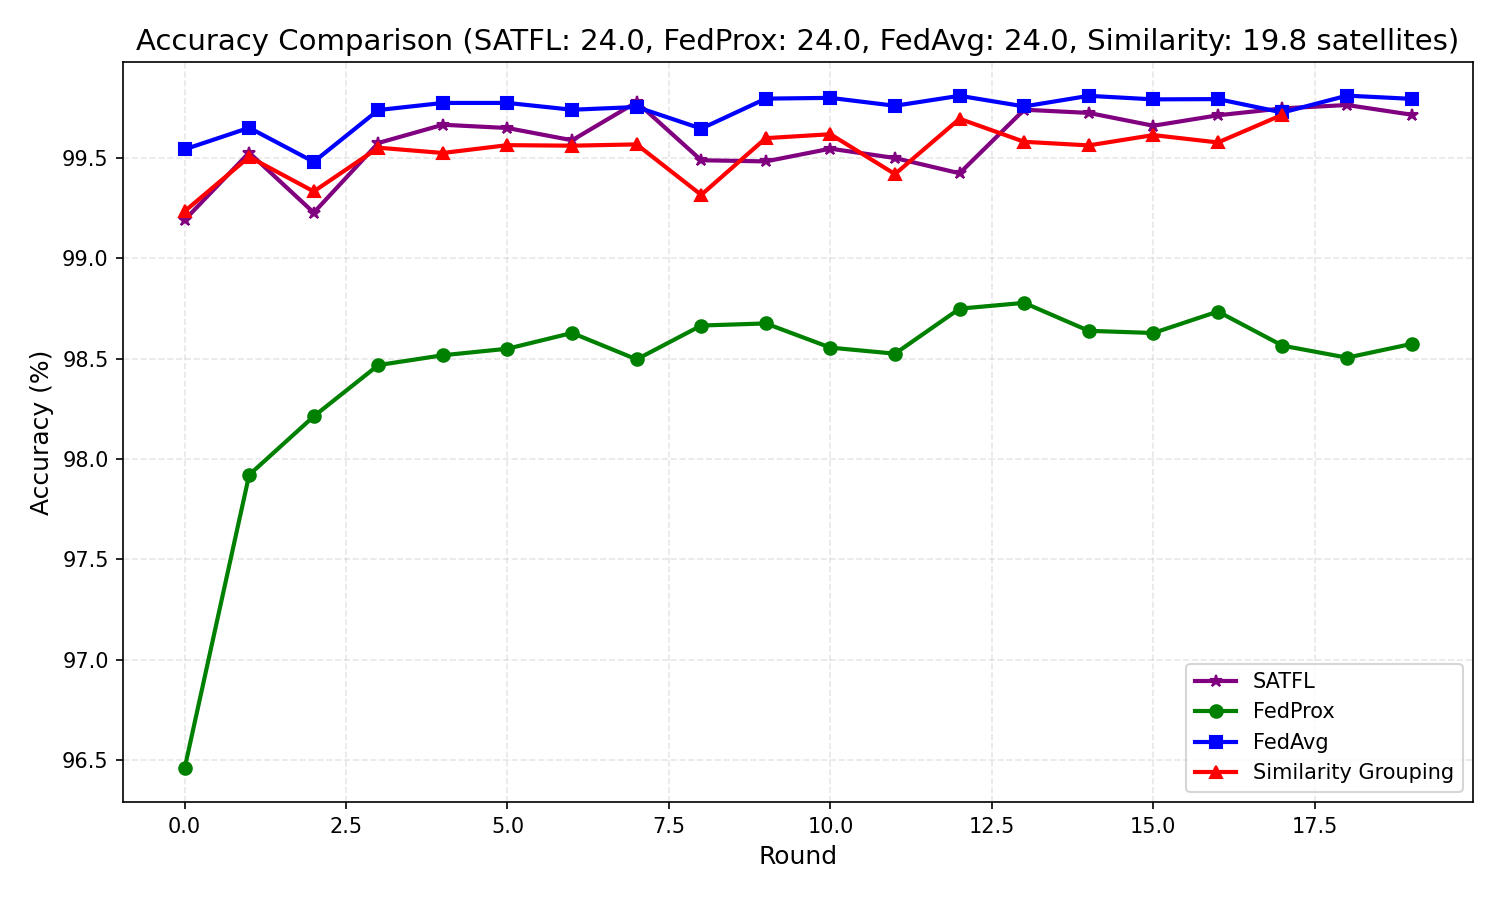 Accuracy Comparison (SATFL: 24.0, FedProx: 24.0, FedAvg: 24.0, Similarity: 19.8 satellites)
Accuracy (%)
99.5
99.0
98.5
98.0
97.5
97.0
96.5
SATFL
FedProx
FedAvg
Similarity Grouping
0.0 2.5 5.0 7.5 10.0 12.5 15.0 17.5
Round